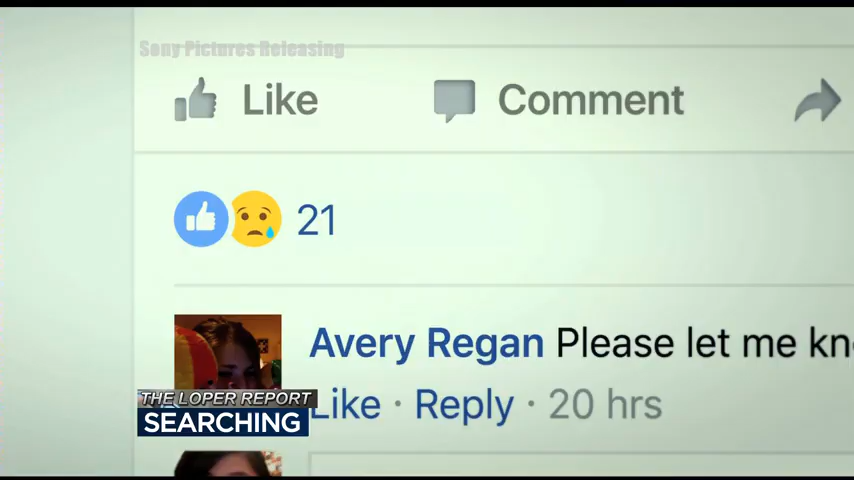 Sony Pictures Releasing
Like Comment
21
Avery Regan Please let me kn
Like · Reply · 20 hrs
THE LOPER REPORT
SEARCHING